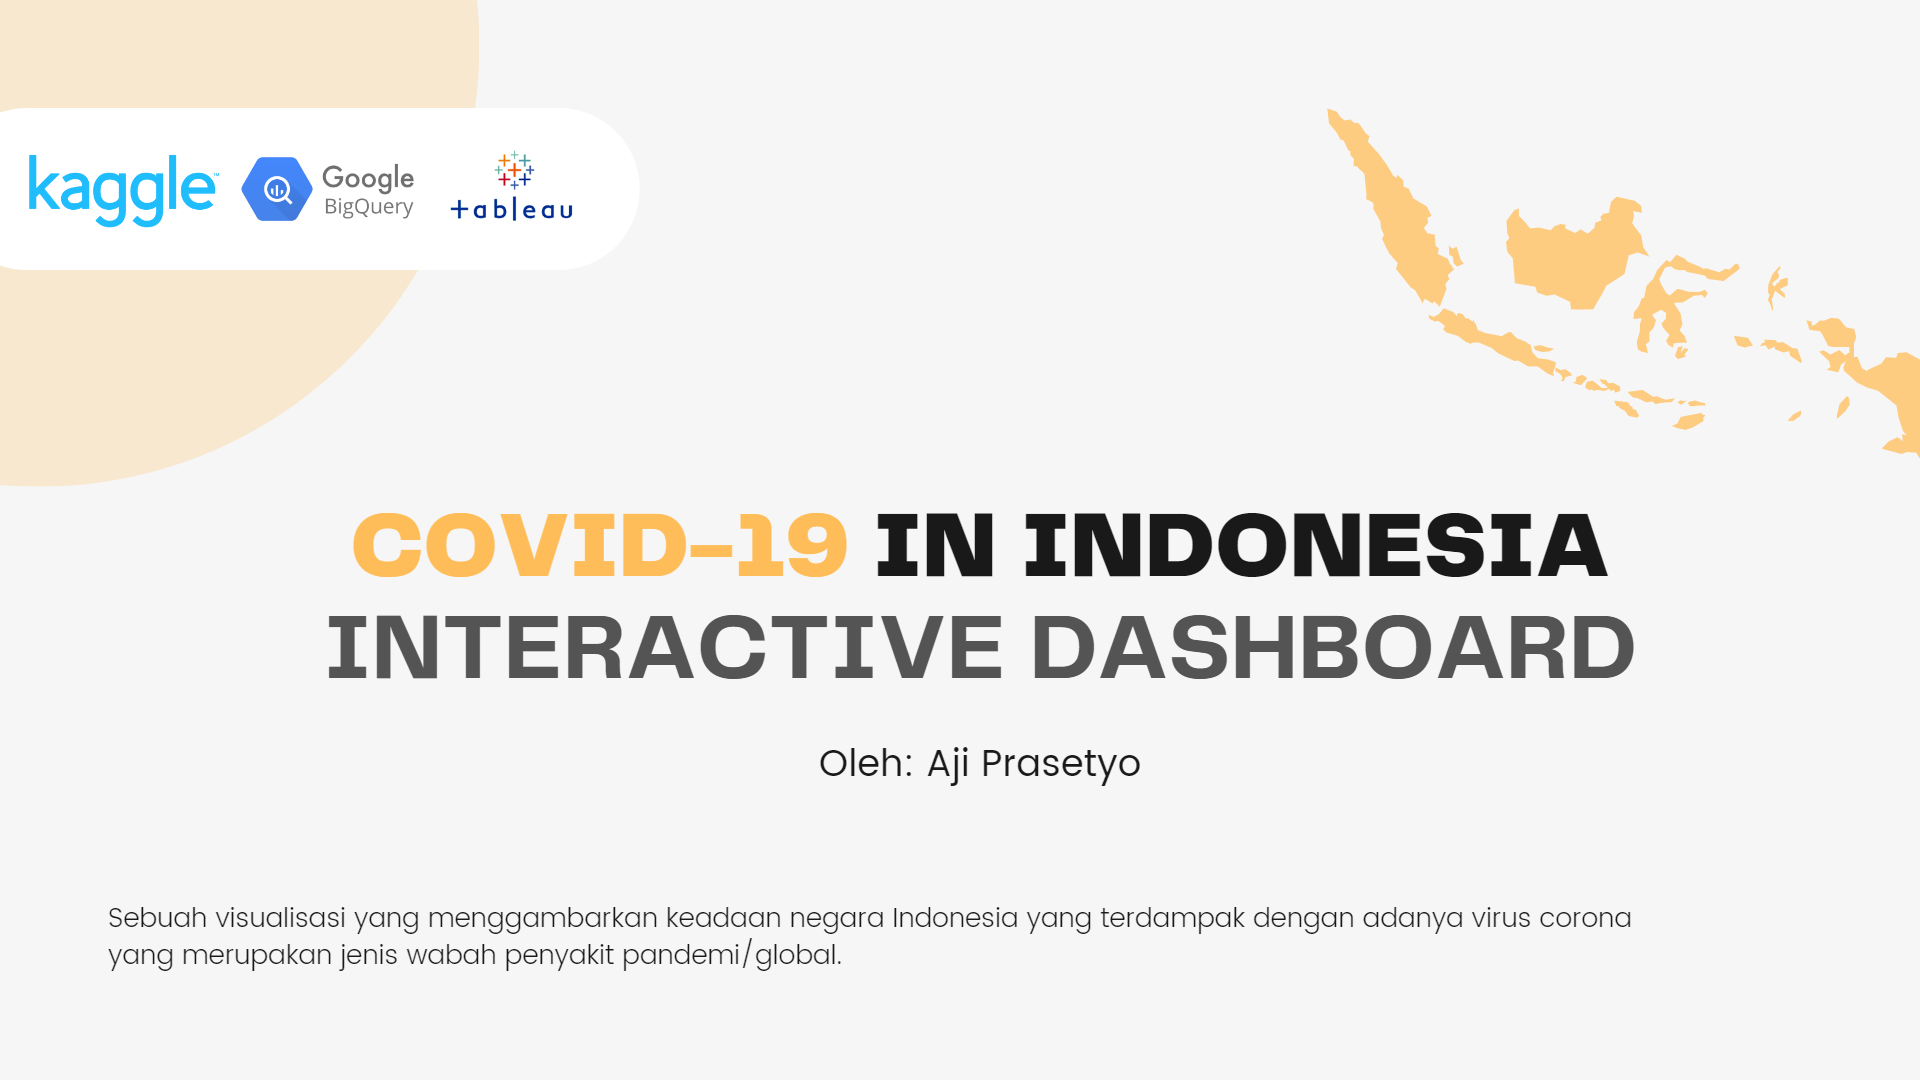 kaggle
Google
BigQuery
+ableau
COVID-19 IN INDONESIA
INTERACTIVE DASHBOARD
Oleh: Aji Prasetyo
Sebuah visualisasi yang menggambarkan keadaan negara Indonesia yang terdampak dengan adanya virus corona
yang merupakan jenis wabah penyakit pandemi/global.